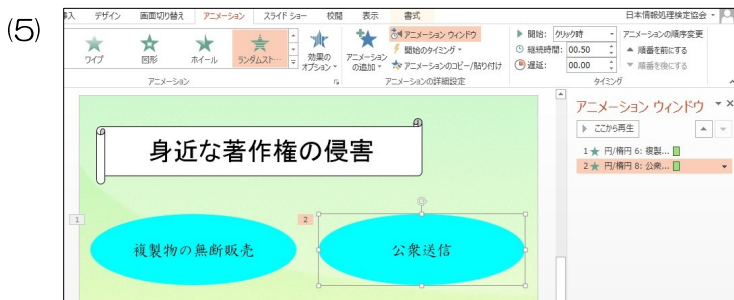 (5)
挿入 デザイン 画面切り替え アニメーション スライド ショー 校閲 表示 書式 日本情報処理検定協会
ワイプ 図形 ホイール ランダムスト… 効果の オプション アニメーション の追加 アニメーション ウィンドウ 開始のタイミング アニメーションのコピー/貼り付け
開始: クリック時 継続時間: 00.50 遅延: 00.00
アニメーションの順序変更 順番を前にする 順番を後にする
アニメーション アニメーションの詳細設定 タイミング
アニメーション ウィンドウ
ここから再生
1 円/楕円 6: 複製...
2 円/楕円 8: 公衆...
身近な著作権の侵害
1
複製物の無断販売
2
公衆送信